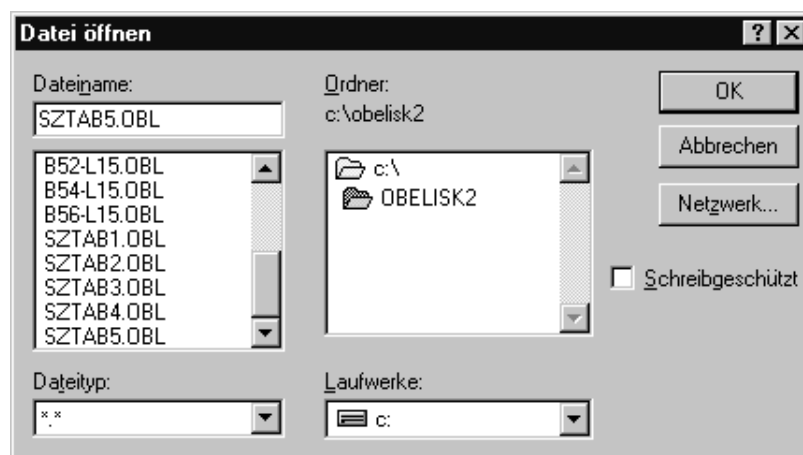 Datei öffnen
Dateiname:
SZTAB5.OBL
B52-L15.OBL
B54-L15.OBL
B56-L15.OBL
SZTAB1.OBL
SZTAB2.OBL
SZTAB3.OBL
SZTAB4.OBL
SZTAB5.OBL
Dateityp:
*.*
Ordner:
c:\obelisk2
c:\
OBELISK2
Laufwerke:
c:
OK
Abbrechen
Netzwerk...
Schreibgeschützt